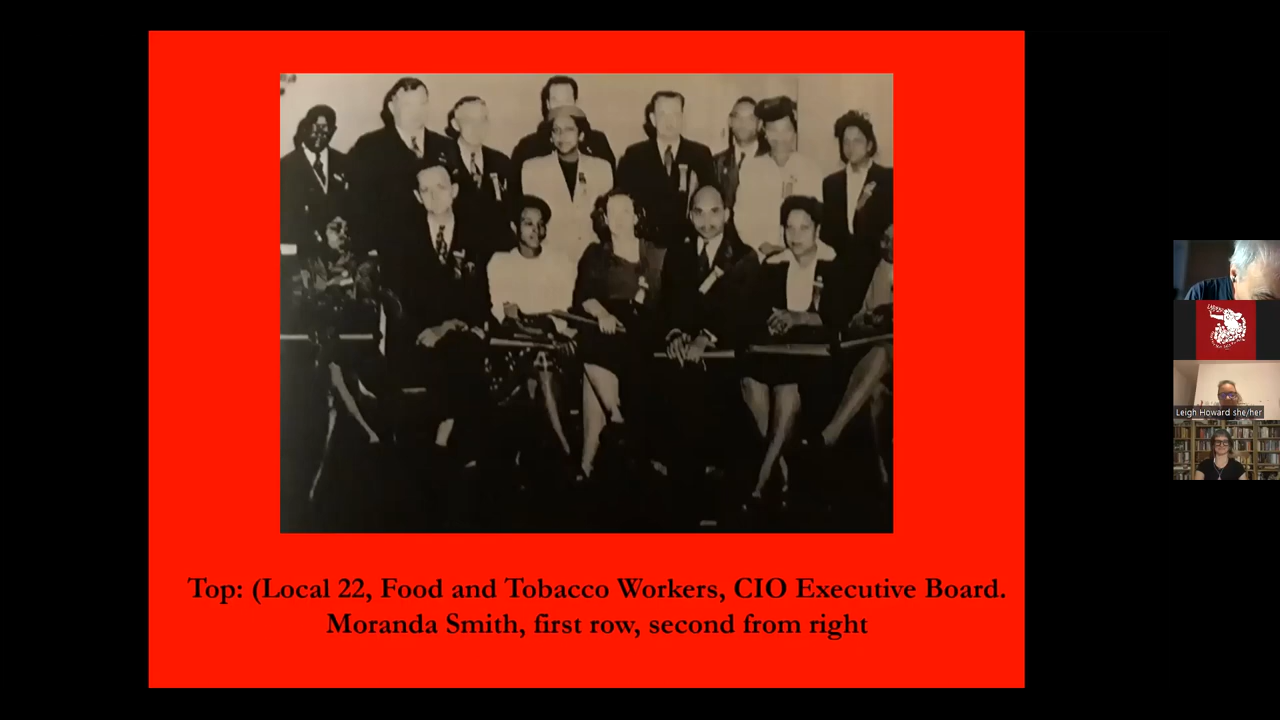 Top: (Local 22, Food and Tobacco Workers, CIO Executive Board.
Moranda Smith, first row, second from right
Leigh Howard she/her